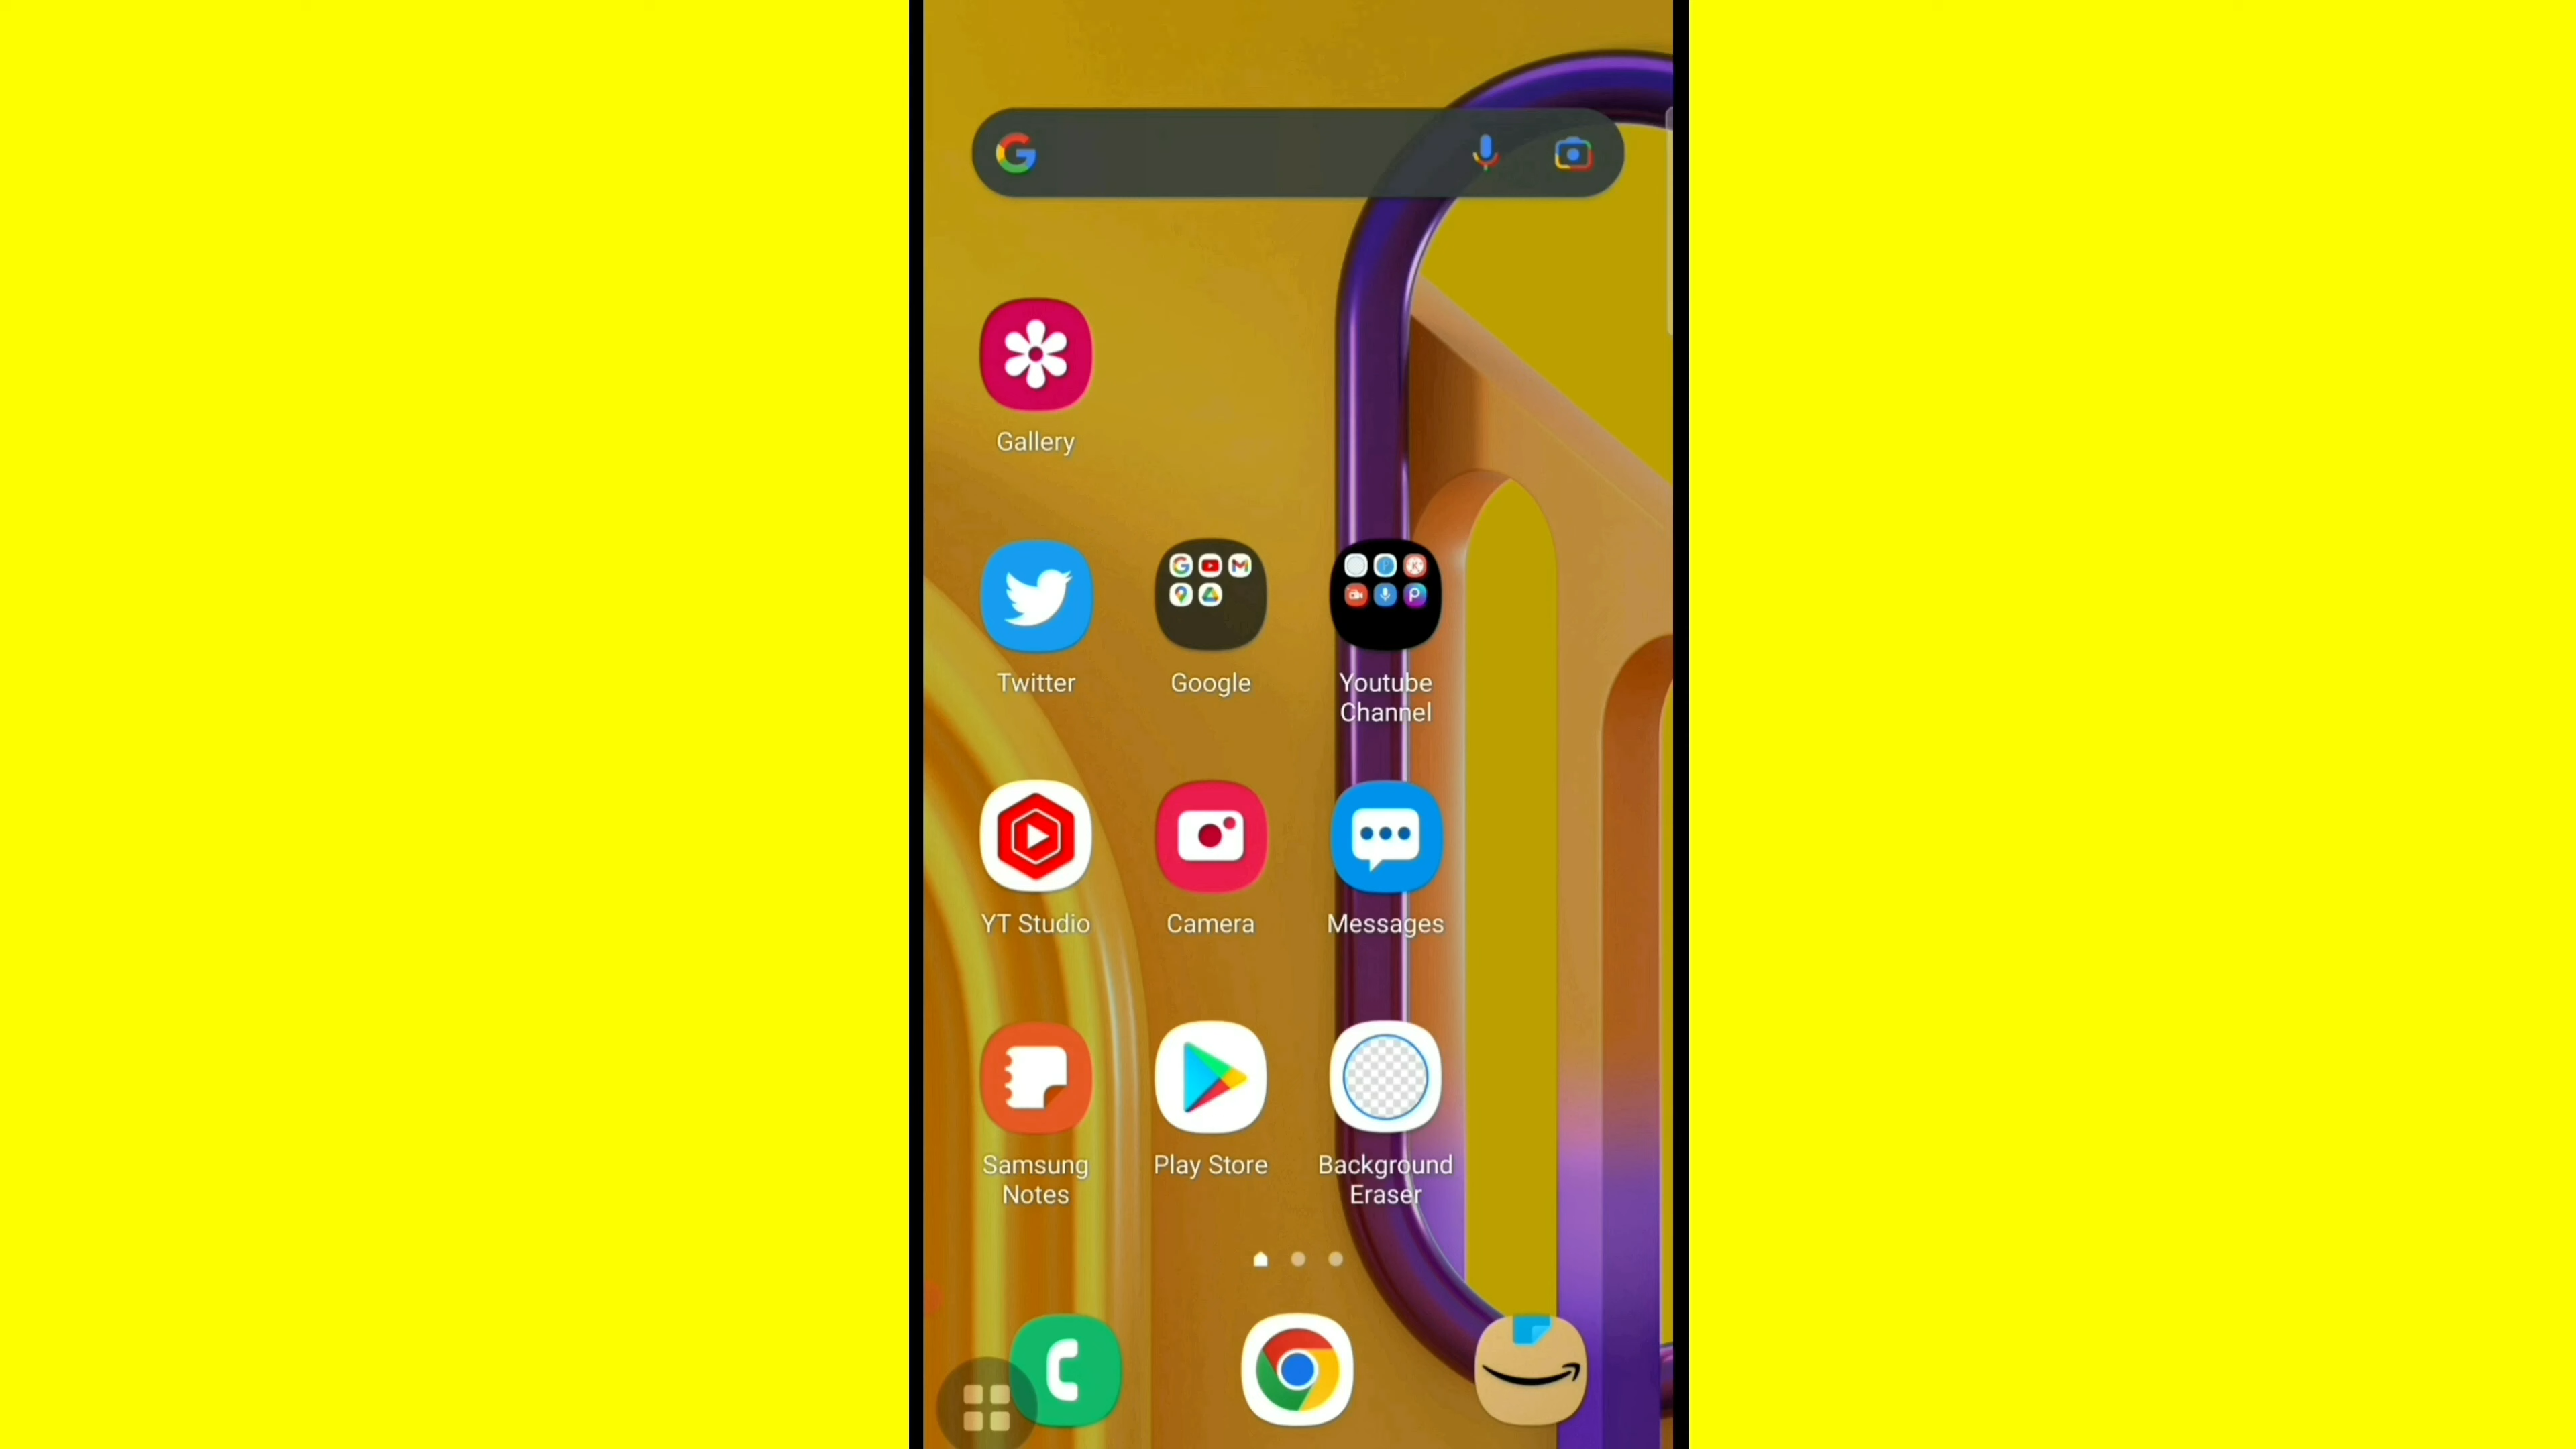 Gallery
Twitter
Google
Youtube
Channel
YT Studio
Camera
Messages
Samsung
Notes
Play Store
Background
Eraser